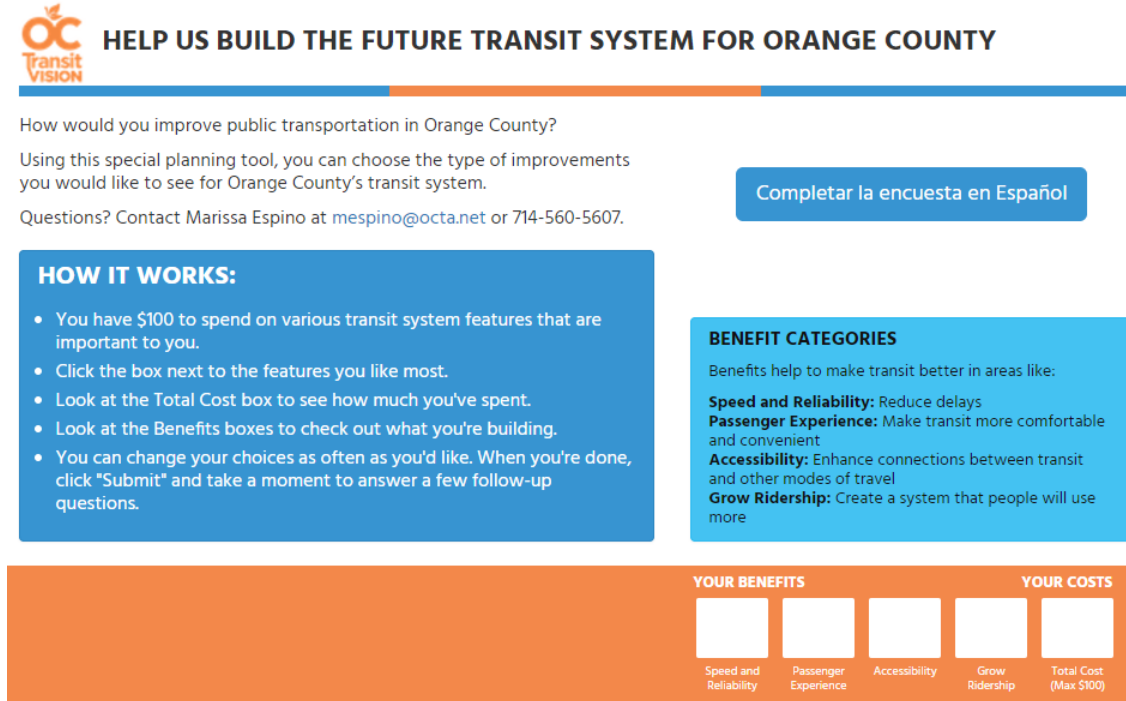 OC
Transit
VISION
HELP US BUILD THE FUTURE TRANSIT SYSTEM FOR ORANGE COUNTY
How would you improve public transportation in Orange County?
Using this special planning tool, you can choose the type of improvements
you would like to see for Orange County’s transit system.
Questions? Contact Marissa Espino at mespino@octa.net or 714-560-5607.
Completar la encuesta en Español
HOW IT WORKS:
• You have $100 to spend on various transit system features that are
important to you.
• Click the box next to the features you like most.
• Look at the Total Cost box to see how much you've spent.
• Look at the Benefits boxes to check out what you're building.
• You can change your choices as often as you'd like. When you're done,
click "Submit" and take a moment to answer a few follow-up
questions.
BENEFIT CATEGORIES
Benefits help to make transit better in areas like:
Speed and Reliability: Reduce delays
Passenger Experience: Make transit more comfortable
and convenient
Accessibility: Enhance connections between transit
and other modes of travel
Grow Ridership: Create a system that people will use
more
YOUR BENEFITS
YOUR COSTS
Speed and
Reliability
Passenger
Experience
Accessibility
Grow
Ridership
Total Cost
(Max $100)